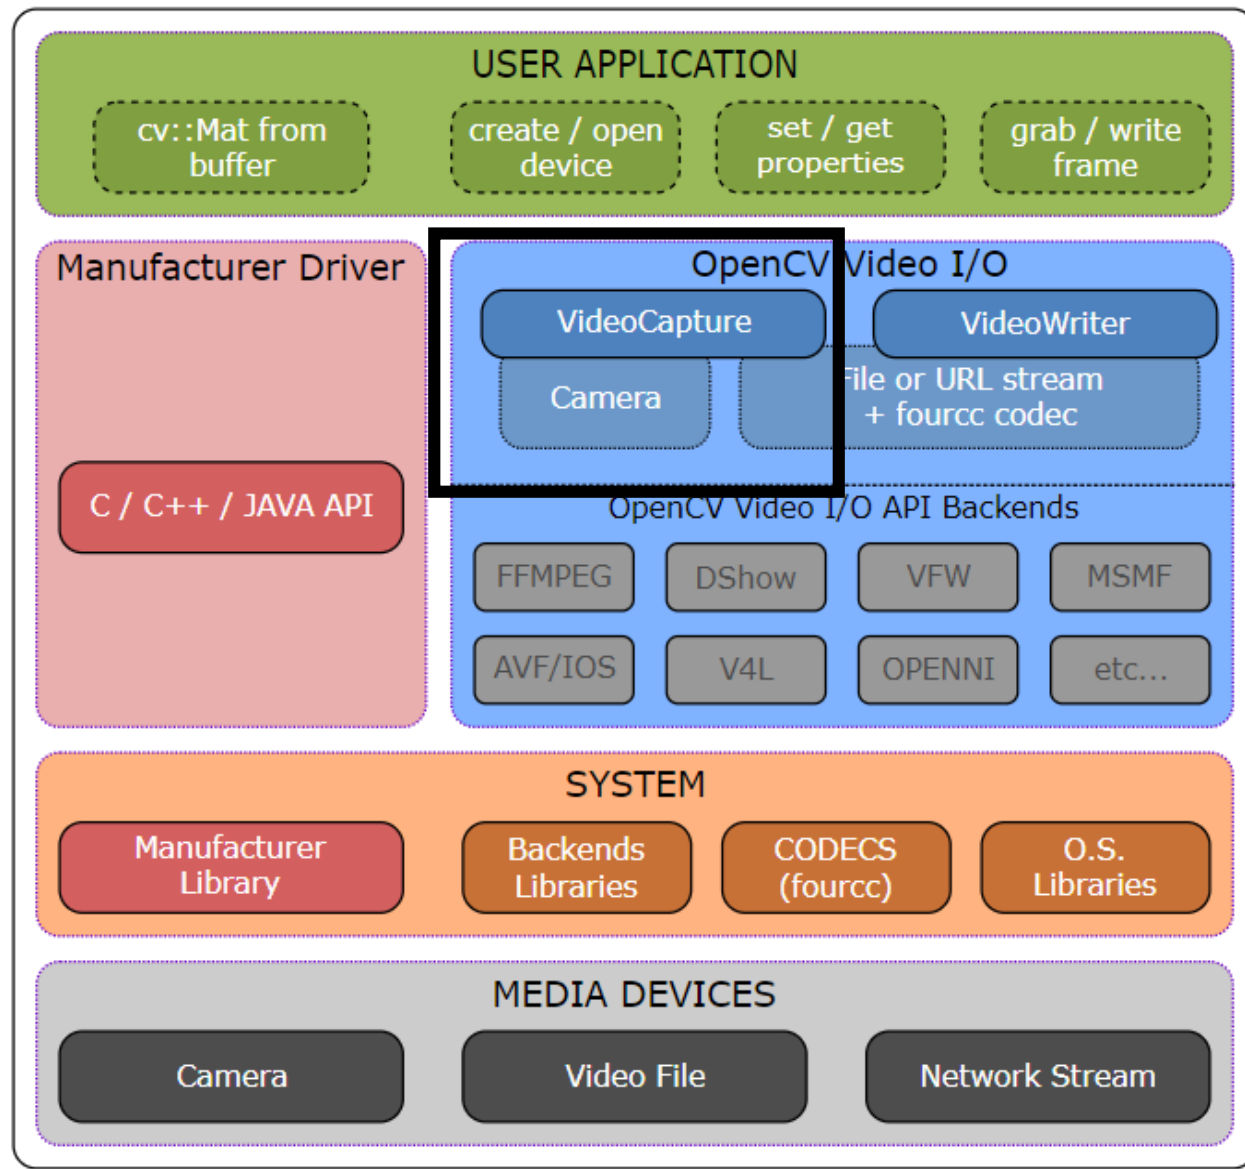 USER APPLICATION
cv::Mat from
buffer
create / open
device
set / get
properties
grab / write
frame
Manufacturer Driver
C / C++ / JAVA API
OpenCV Video I/O
VideoCapture
VideoWriter
Camera
File or URL stream
+ fourcc codec
OpenCV Video I/O API Backends
FFMPEG
DShow
VFW
MSMF
AVF/IOS
V4L
OPENNI
etc...
SYSTEM
Manufacturer
Library
Backends
Libraries
CODECS
(fourcc)
O.S.
Libraries
MEDIA DEVICES
Camera
Video File
Network Stream